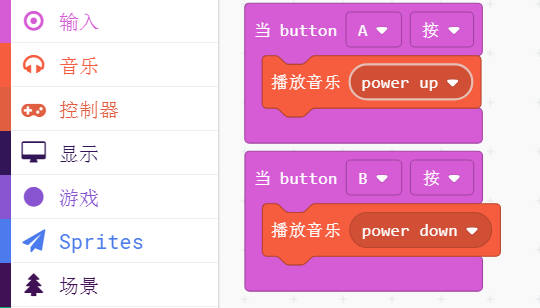 输入
音乐
控制器
显示
游戏
Sprites
场景
当 button A 按
播放音乐 power up
当 button B 按
播放音乐 power down